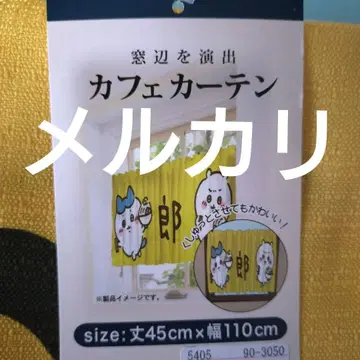 窓辺を演出
カフェカーテン
メルカリ
郎
くしゅっとさせてもかわいい！
郎
※製品イメージです。
size:丈45cm×幅110cm
5405 90-3050